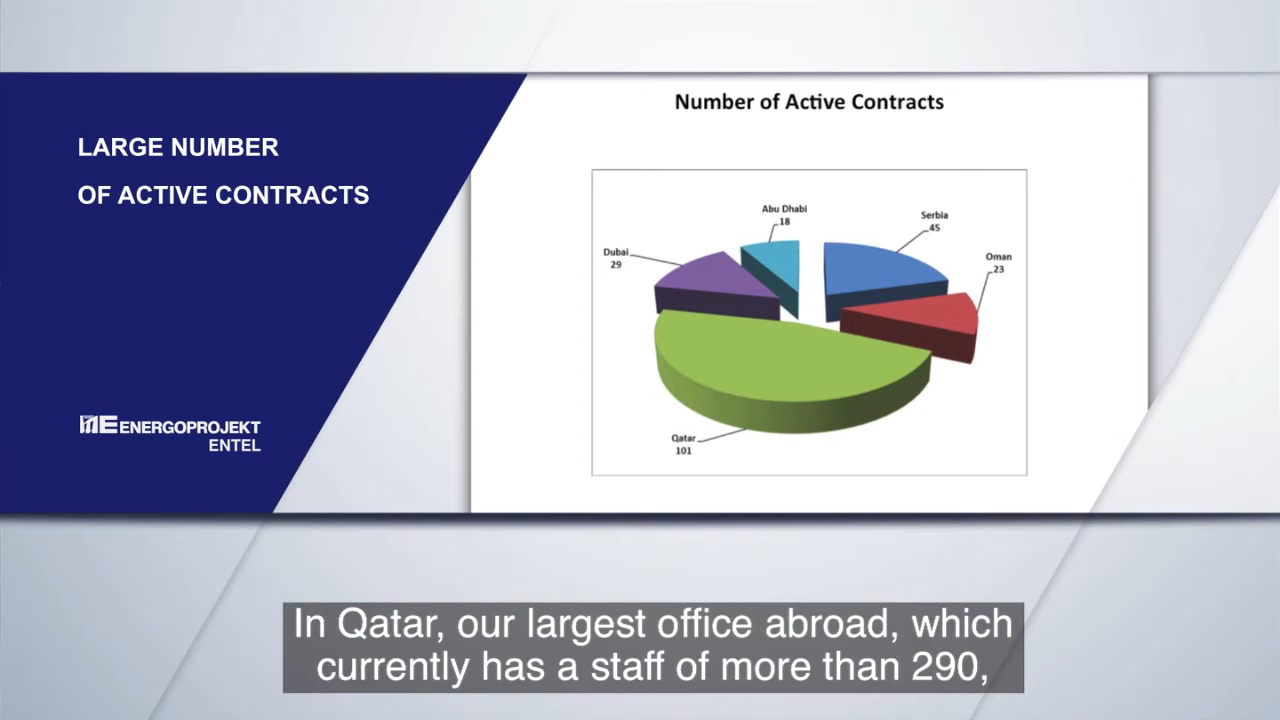 LARGE NUMBER
OF ACTIVE CONTRACTS
ENERGOPROJEKT
ENTEL
Number of Active Contracts
Abu Dhabi
18
Serbia
45
Dubai
29
Oman
23
Qatar
101
In Qatar, our largest office abroad, which
currently has a staff of more than 290,